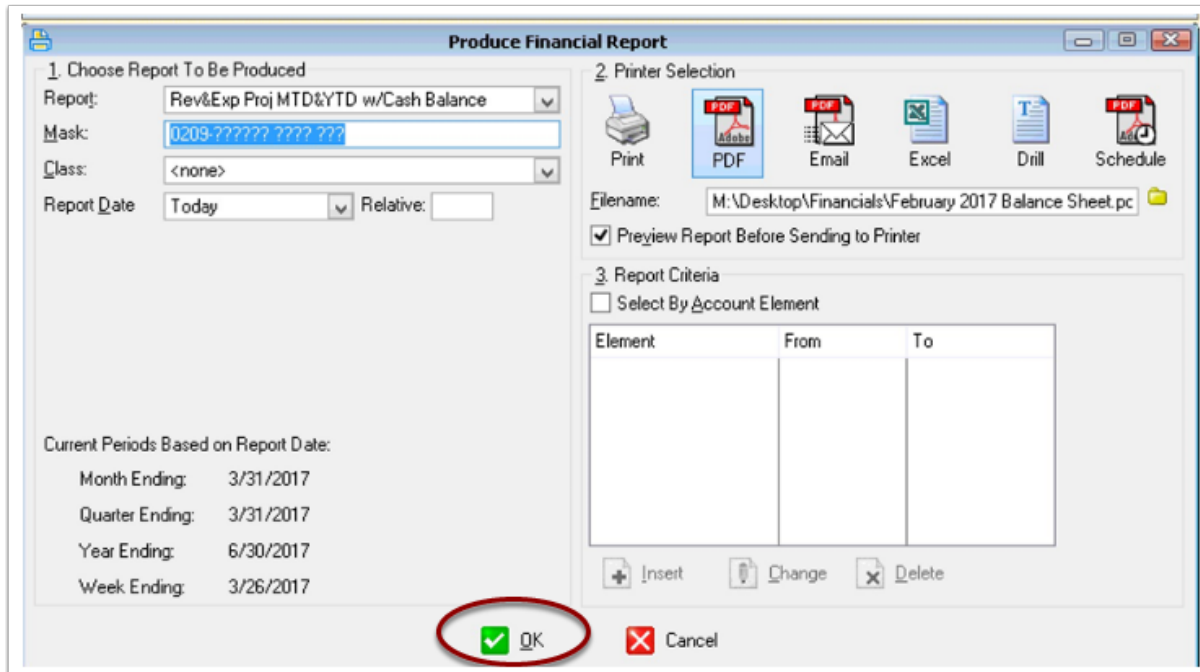 Produce Financial Report
1. Choose Report To Be Produced
Report: Rev&Exp Proj MTD&YTD w/Cash Balance
Mask: 0209-?????? ???? ???
Class: <none>
Report Date Today Relative:
Current Periods Based on Report Date:
Month Ending: 3/31/2017
Quarter Ending: 3/31/2017
Year Ending: 6/30/2017
Week Ending: 3/26/2017
2. Printer Selection
Print PDF Email Excel Drill Schedule
Filename: M:\Desktop\Financials\February 2017 Balance Sheet.pc
Preview Report Before Sending to Printer
3. Report Criteria
Select By Account Element
Element From To
Insert Change Delete
OK Cancel